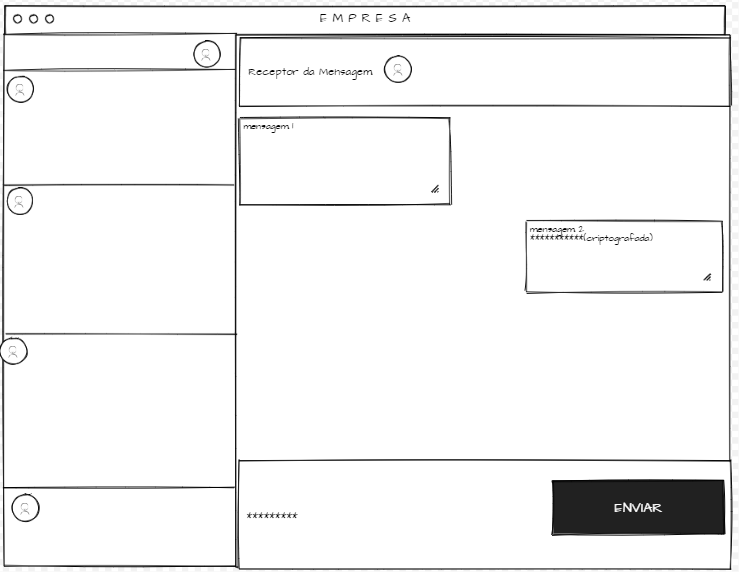 EMPRESA
Receptor da Mensagem
mensagem 1
mensagem 2
***********(criptografada)
*********
ENVIAR